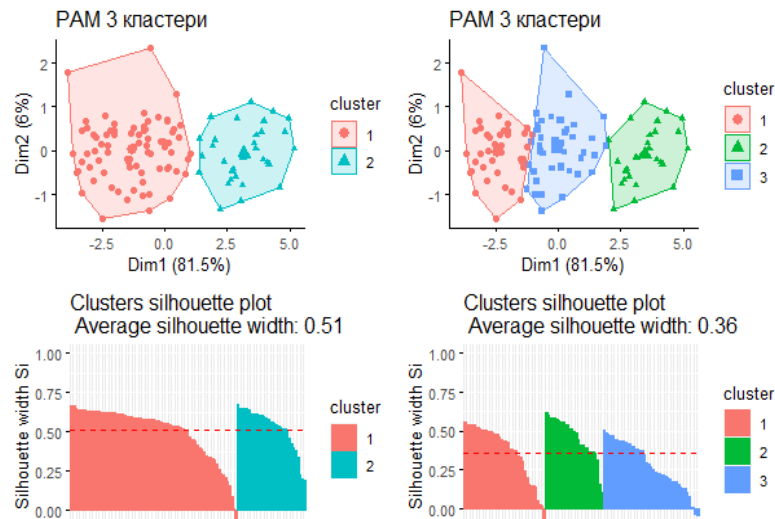 PAM 3 кластери
Dim2 (6%)
2
1
0
-1
-2.5
0.0
2.5
5.0
Dim1 (81.5%)
cluster
1
2
PAM 3 кластери
Dim2 (6%)
2
1
0
-1
-2.5
0.0
2.5
5.0
Dim1 (81.5%)
cluster
1
2
3
Clusters silhouette plot
Average silhouette width: 0.51
Silhouette width Si
1.00
0.75
0.50
0.25
0.00
cluster
1
2
Clusters silhouette plot
Average silhouette width: 0.36
Silhouette width Si
1.00
0.75
0.50
0.25
0.00
cluster
1
2
3